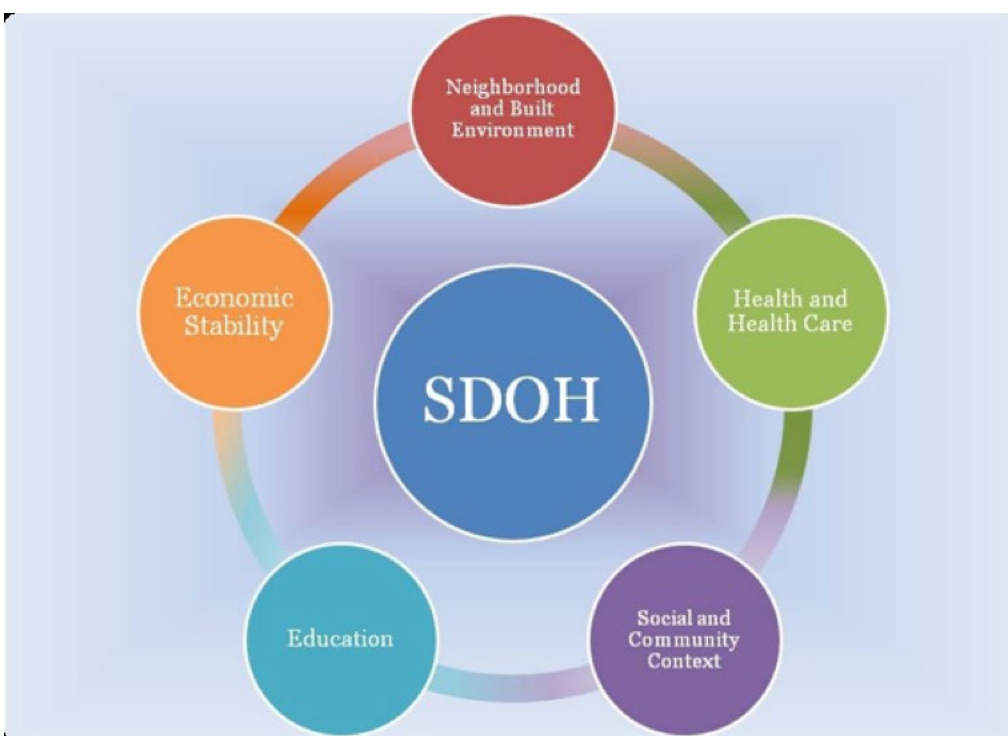 Neighborhood
and Built
Environment
Economic
Stability
Health and
Health Care
SDOH
Education
Social and
Community
Context